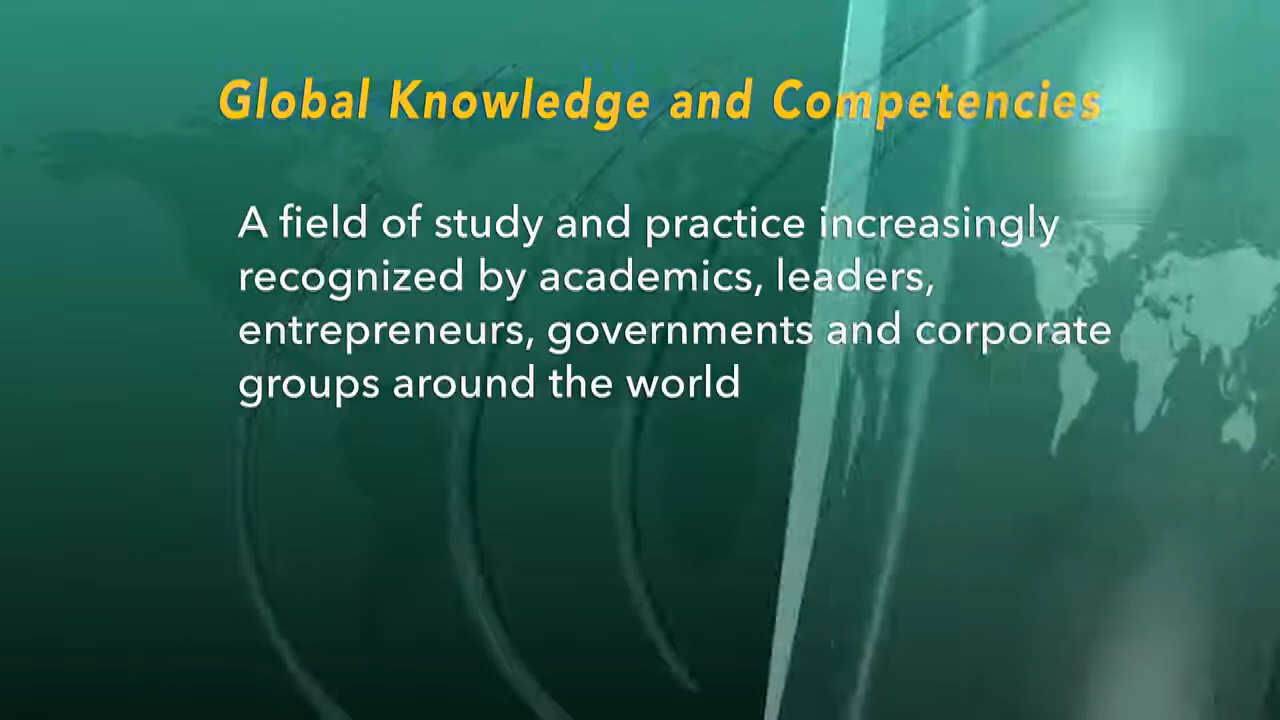 Global Knowledge and Competencies
A field of study and practice increasingly
recognized by academics, leaders,
entrepreneurs, governments and corporate
groups around the world